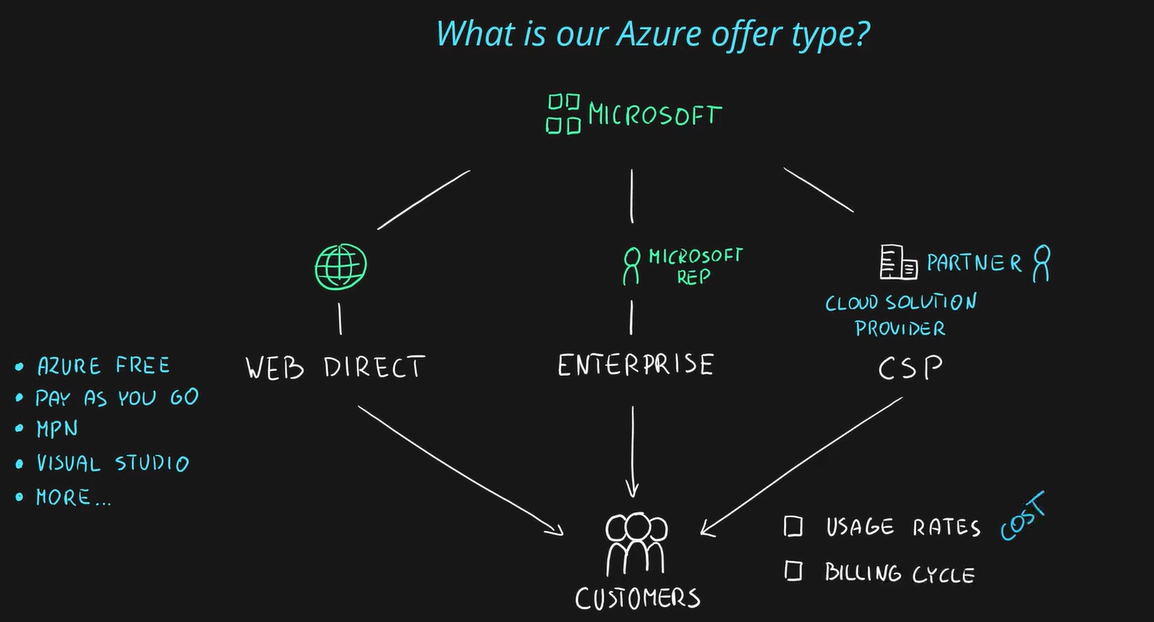 What is our Azure offer type?
MICROSOFT
MICROSOFT
REP
PARTNER
CLOUD SOLUTION
PROVIDER
WEB DIRECT
ENTERPRISE
CSP
• AZURE FREE
• PAY AS YOU GO
• MPN
• VISUAL STUDIO
• MORE...
USAGE RATES COST
BILLING CYCLE
CUSTOMERS